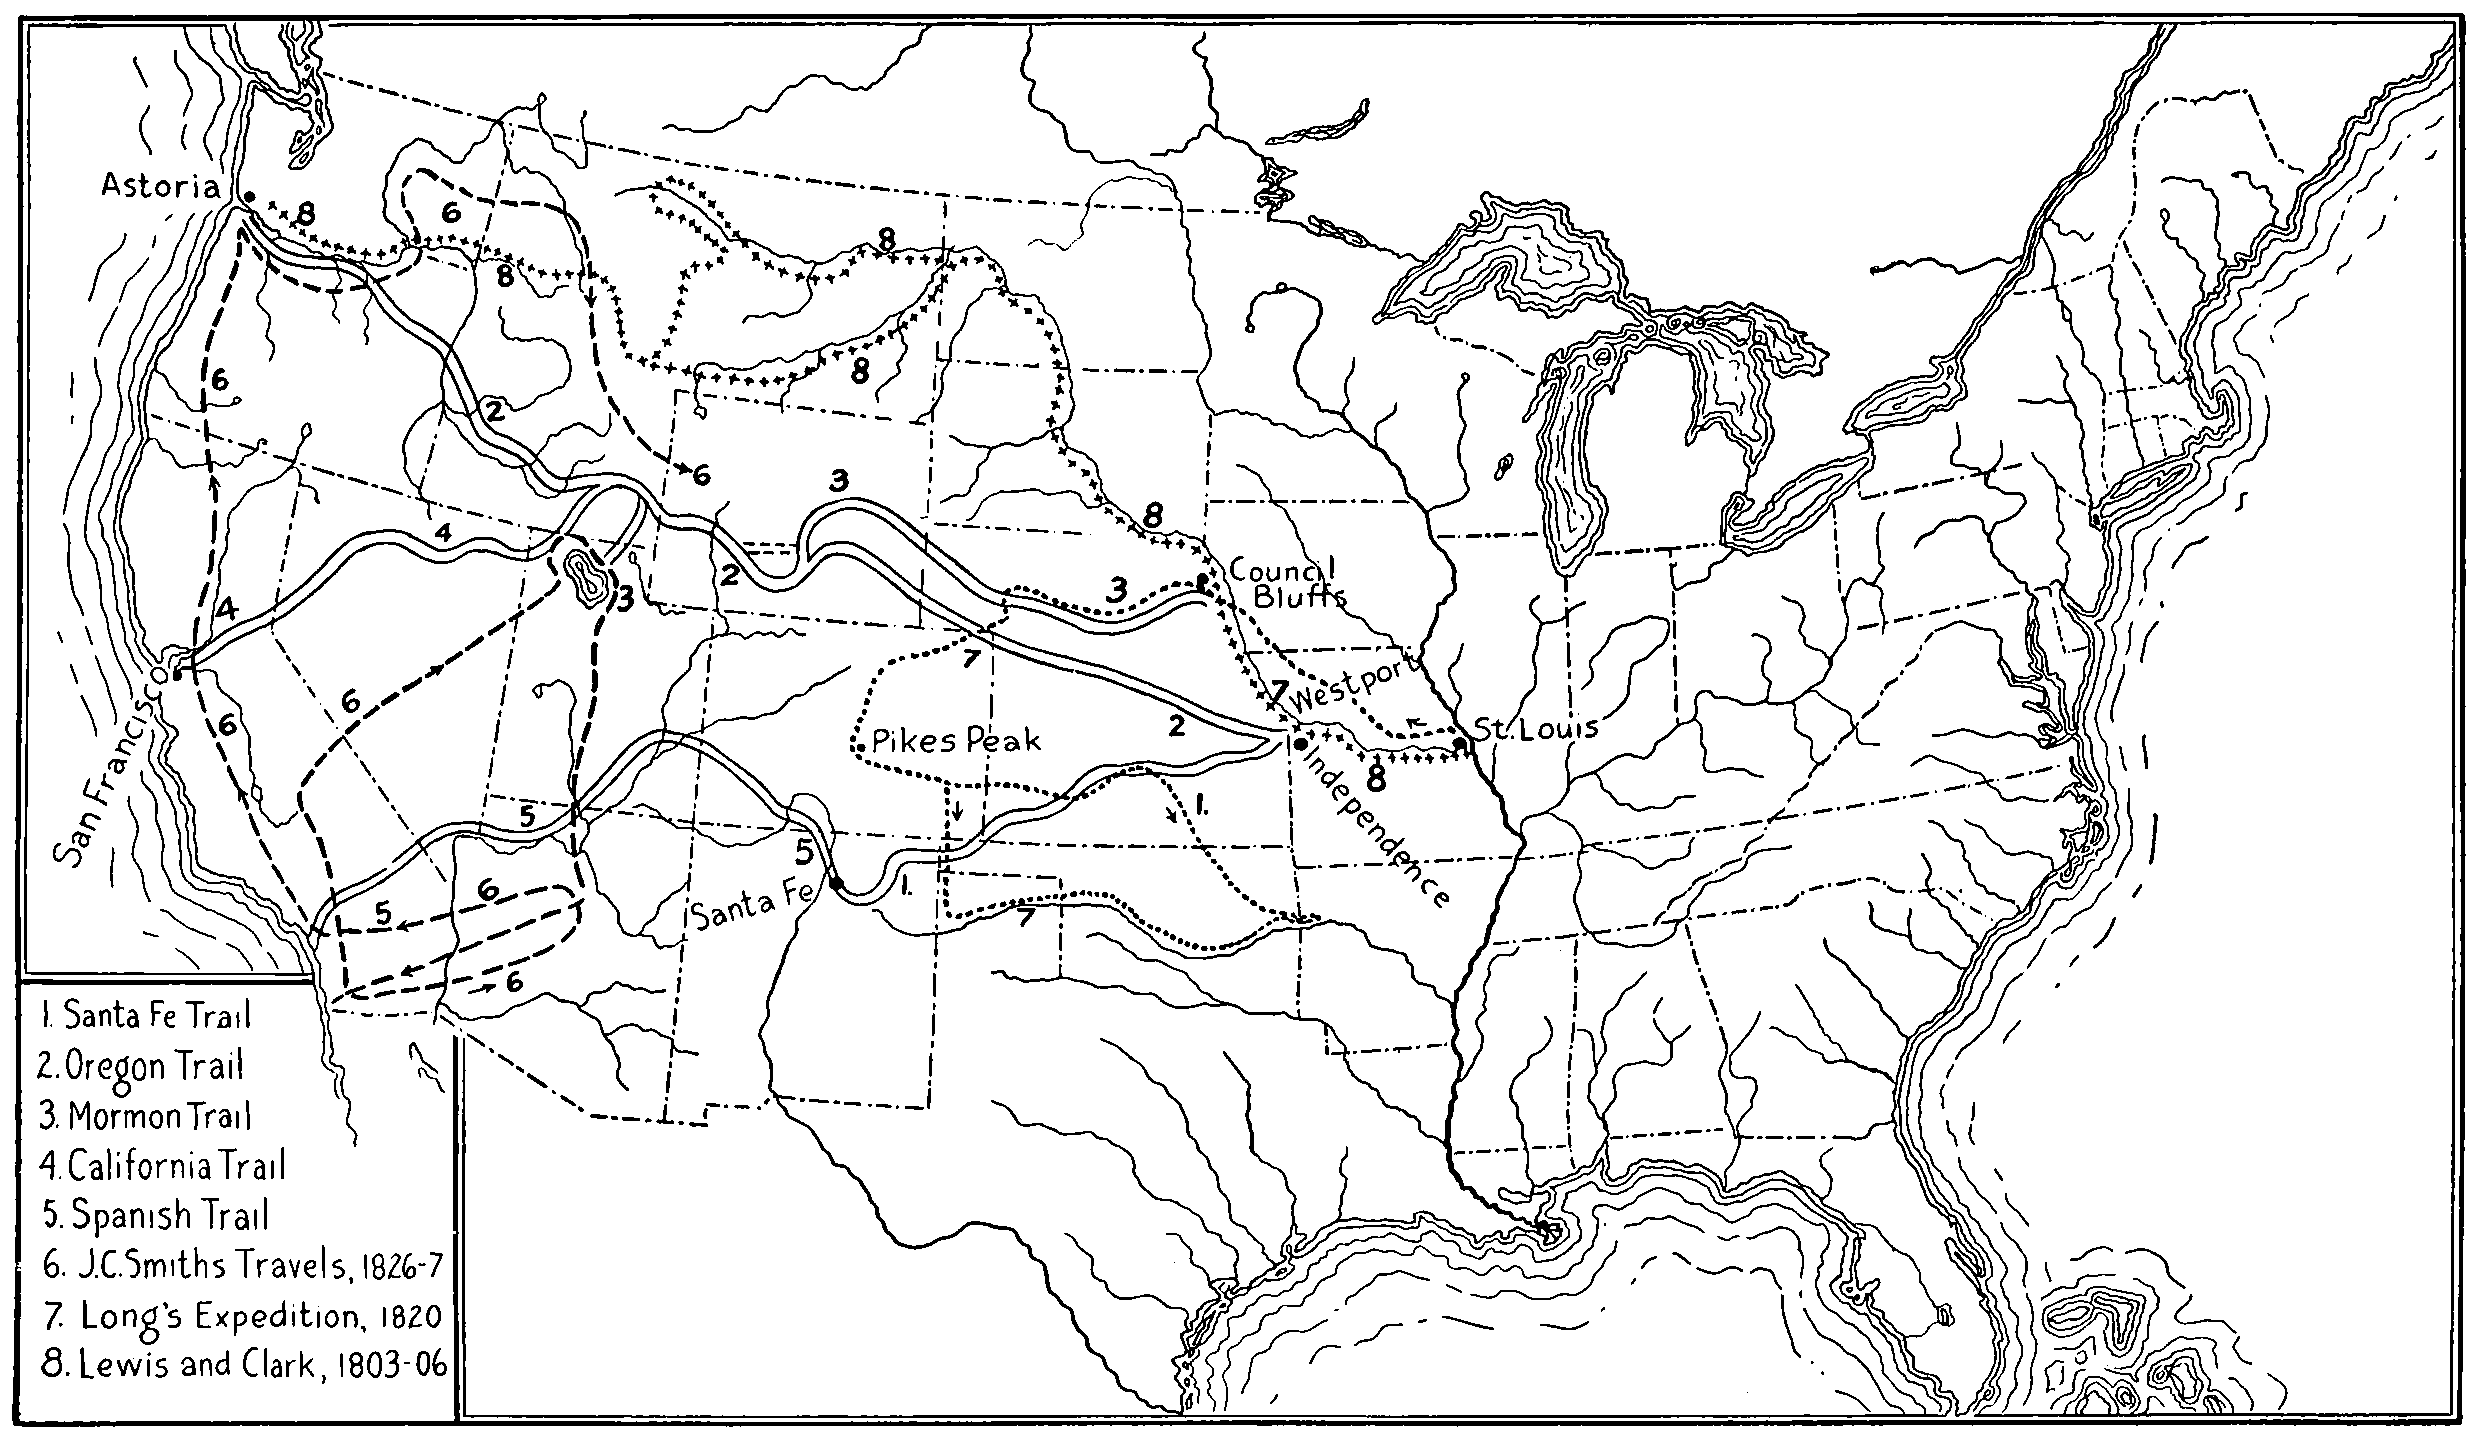 Astoria
8
6
8
8
6
8
2
6
3
4
8
2
3
3
Council
Bluffs
4
7
6
6
7
Westport
2
Pikes Peak
St. Louis
San Francisco
8
Independence
1.
5
5
Santa Fe
1.
6
5
7
6
1. Santa Fe Trail
2. Oregon Trail
3. Mormon Trail
4. California Trail
5. Spanish Trail
6. J.C. Smiths Travels, 1826-7
7. Long's Expedition, 1820
8. Lewis and Clark, 1803-06